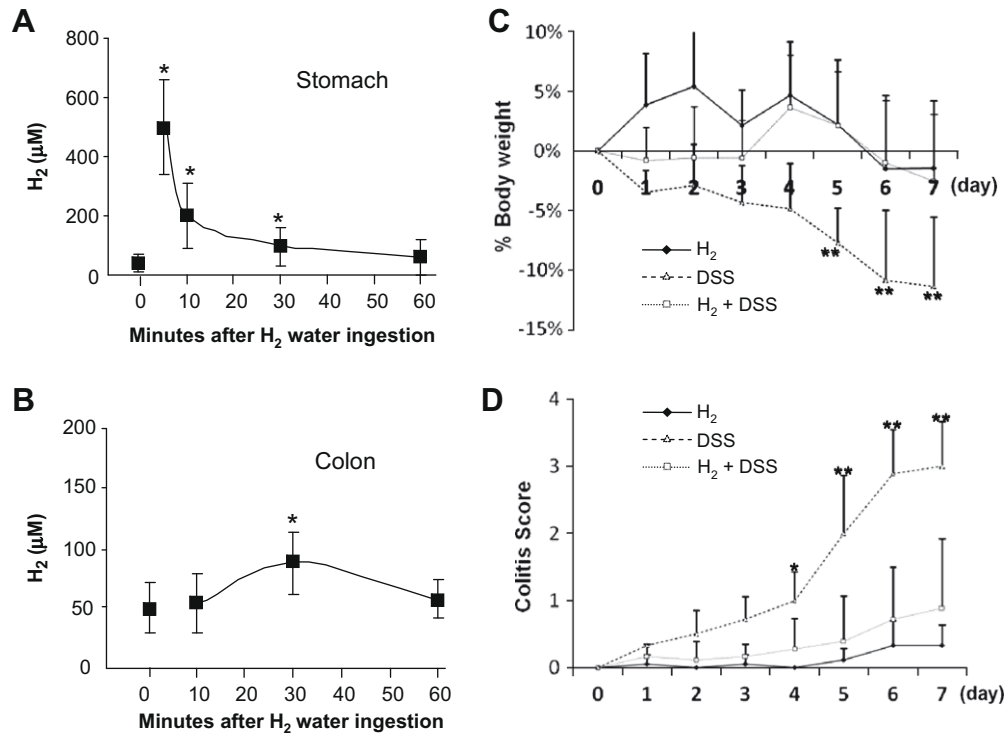 A
800
600
400
200
0
H₂ (μM)
*
*
*
Stomach
0 10 20 30 40 50 60
Minutes after H₂ water ingestion
B
200
150
100
50
0
H₂ (μM)
*
Colon
0 10 30 60
Minutes after H₂ water ingestion
C
10%
5%
0%
-5%
-10%
-15%
% Body weight
0 1 2 3 4 5 6 7 (day)
**
**
**
H₂
DSS
H₂ + DSS
D
4
3
2
1
0
Colitis Score
H₂
DSS
H₂ + DSS
*
**
**
**
0 1 2 3 4 5 6 7 (day)